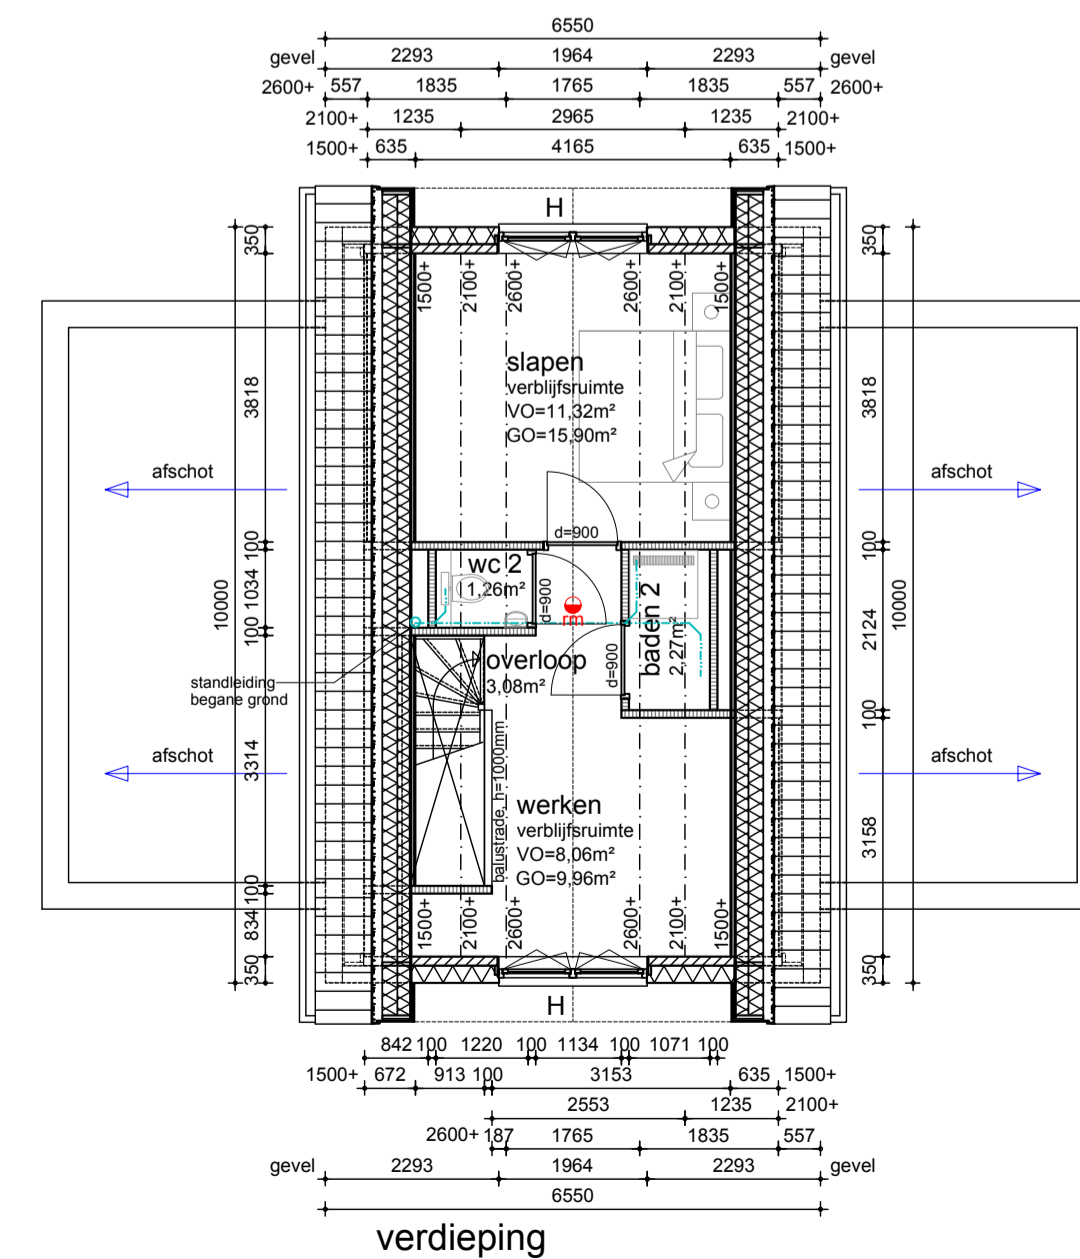 6550
gevel 2293 1964 2293 gevel
2600+ 557 1835 1765 1835 557 2600+
2100+ 1235 2965 1235 2100+
1500+ 635 4165 635 1500+
H
350 350
1500+ 2100+ 2600+ 2600+ 2100+ 1500+
slapen
verblijfsruimte
VO=11,32m²
GO=15,90m²
3818 3818
afschot afschot
d=900
100 100
wc 2
1,26m²
1034
d=900
rm
baden 2
2,27m²
10000 2124 10000
100
overloop
3,08m²
d=900
standleiding
begane grond
100
3314
afschot afschot
balustrade, h=1000mm
werken
verblijfsruimte
VO=8,06m²
GO=9,96m²
3158
100
834
1500+ 2100+ 2600+ 2600+ 2100+ 1500+
350 350
H
842 100 1220 100 1134 100 1071 100
1500+ 672 913 100 3153 635 1500+
2553 1235 2100+
2600+ 187 1765 1835 557
gevel 2293 1964 2293 gevel
6550
verdieping